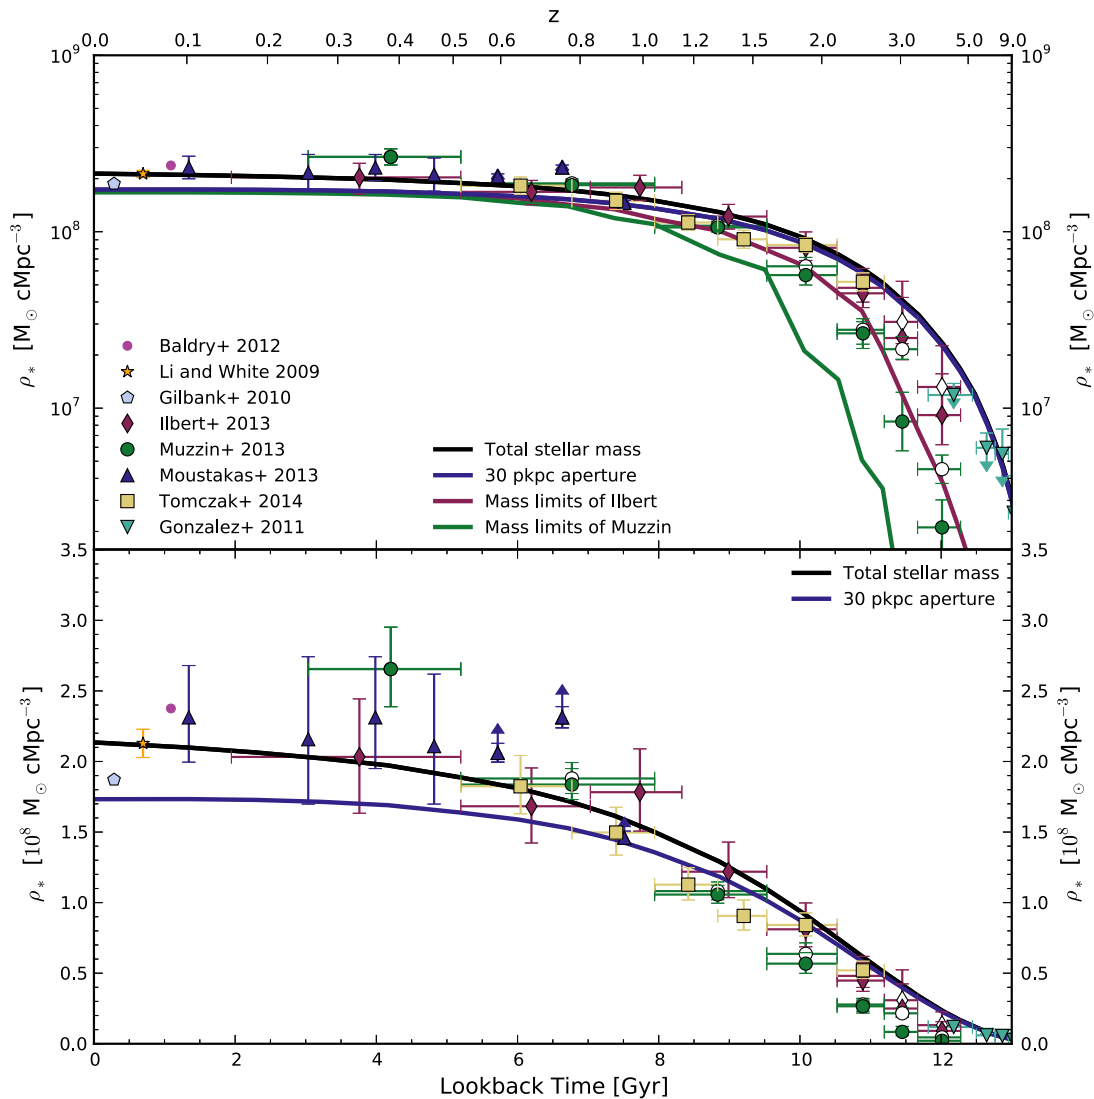 z
0.0 0.1 0.2 0.3 0.4 0.5 0.6 0.8 1.0 1.2 1.4 2.0 3.0 5.0 9.0
10⁹ 10⁹
10⁸ 10⁸
10⁷ 10⁷
ρ* [M⊙ cMpc⁻³]
ρ* [M⊙ cMpc⁻³]
Baldry+ 2012
Li and White 2009
Gilbank+ 2010
Ilbert+ 2013
Muzzin+ 2013
Moustakas+ 2013
Tomczak+ 2014
Gonzalez+ 2011
Total stellar mass
30 pkpc aperture
Mass limits of Ilbert
Mass limits of Muzzin
3.5 3.5
3.0 3.0
2.5 2.5
2.0 2.0
1.5 1.5
1.0 1.0
0.5 0.5
0.0 0.0
ρ* [10⁸ M⊙ cMpc⁻³]
ρ* [10⁸ M⊙ cMpc⁻³]
Total stellar mass
30 pkpc aperture
0 2 4 6 8 10 12
Lookback Time [Gyr]